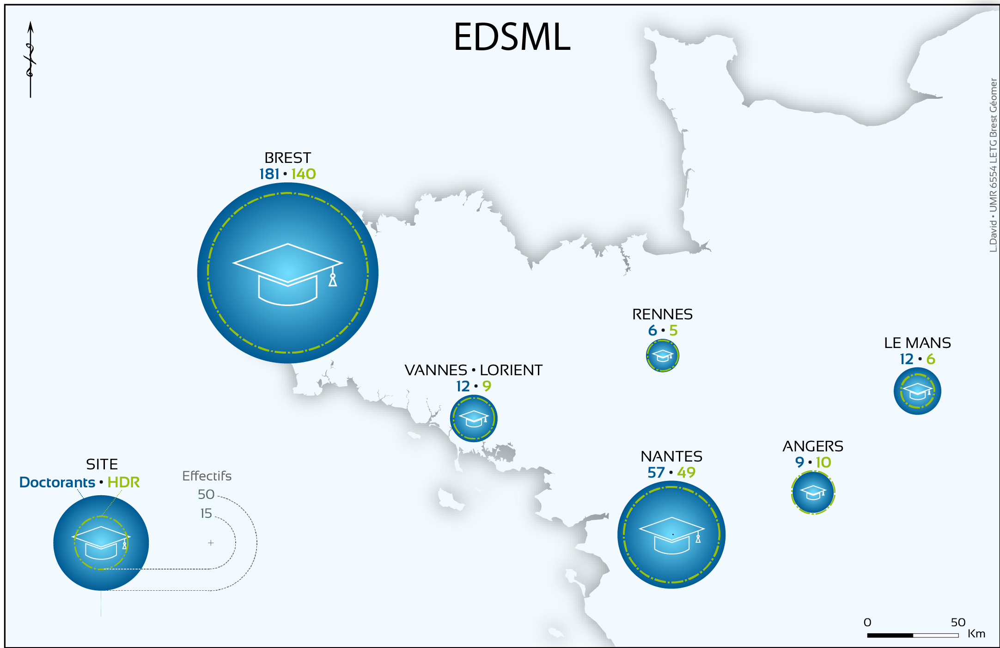 EDSML
BREST
181 • 140
RENNES
6 • 5
LE MANS
12 • 6
VANNES • LORIENT
12 • 9
ANGERS
9 • 10
NANTES
57 • 49
SITE
Doctorants • HDR
Effectifs
50
15
0 50
Km
L.David • UMR 6554 LETG Brest Géomer